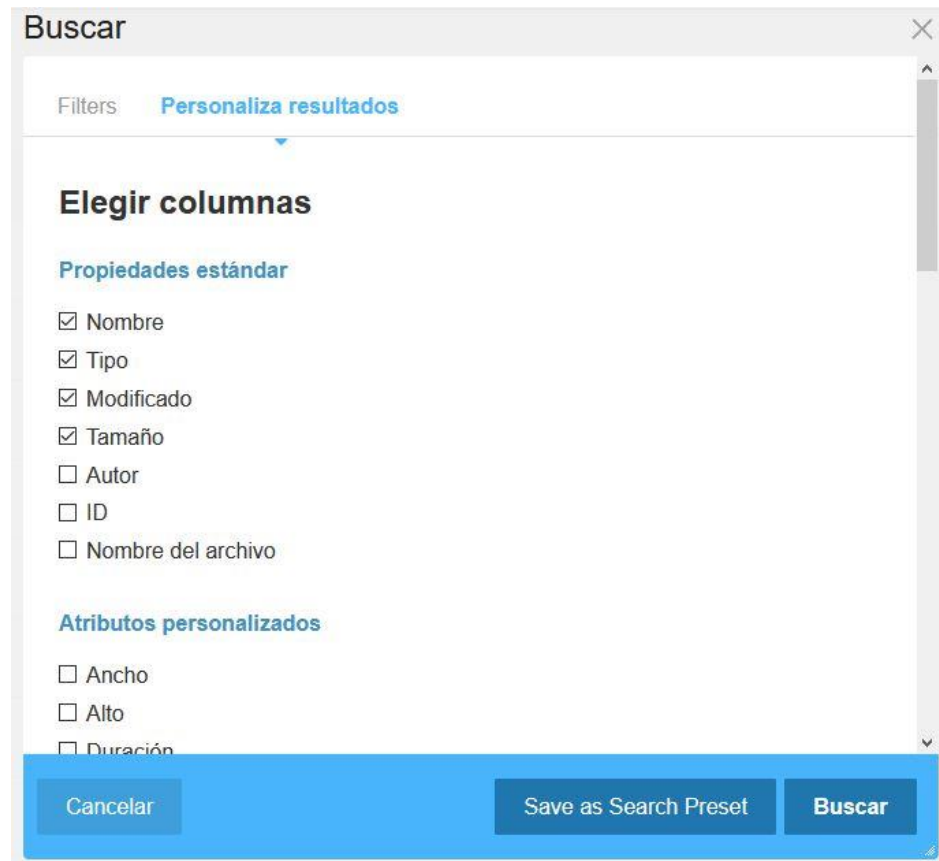 Buscar
Filters Personaliza resultados
Elegir columnas
Propiedades estándar
Nombre
Tipo
Modificado
Tamaño
Autor
ID
Nombre del archivo
Atributos personalizados
Ancho
Alto
Duración
Cancelar Save as Search Preset Buscar